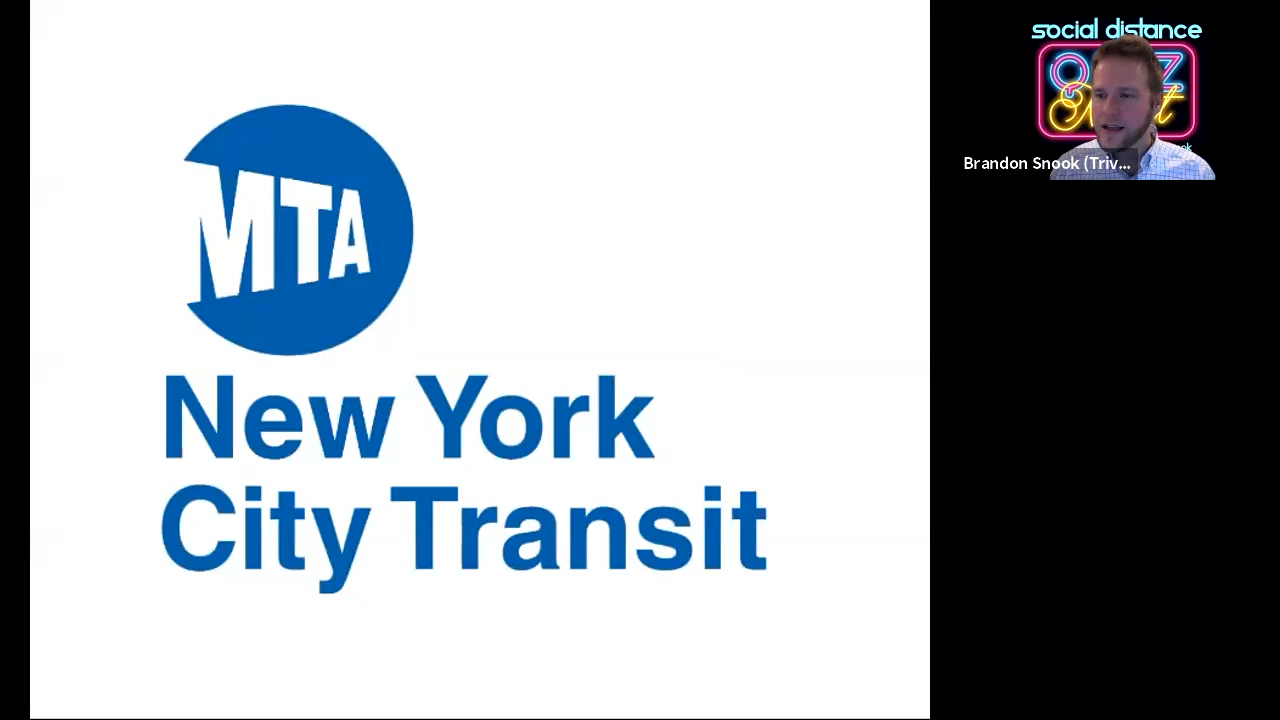 MTA
New York
City Transit
social distance
Brandon Snook (Triv...